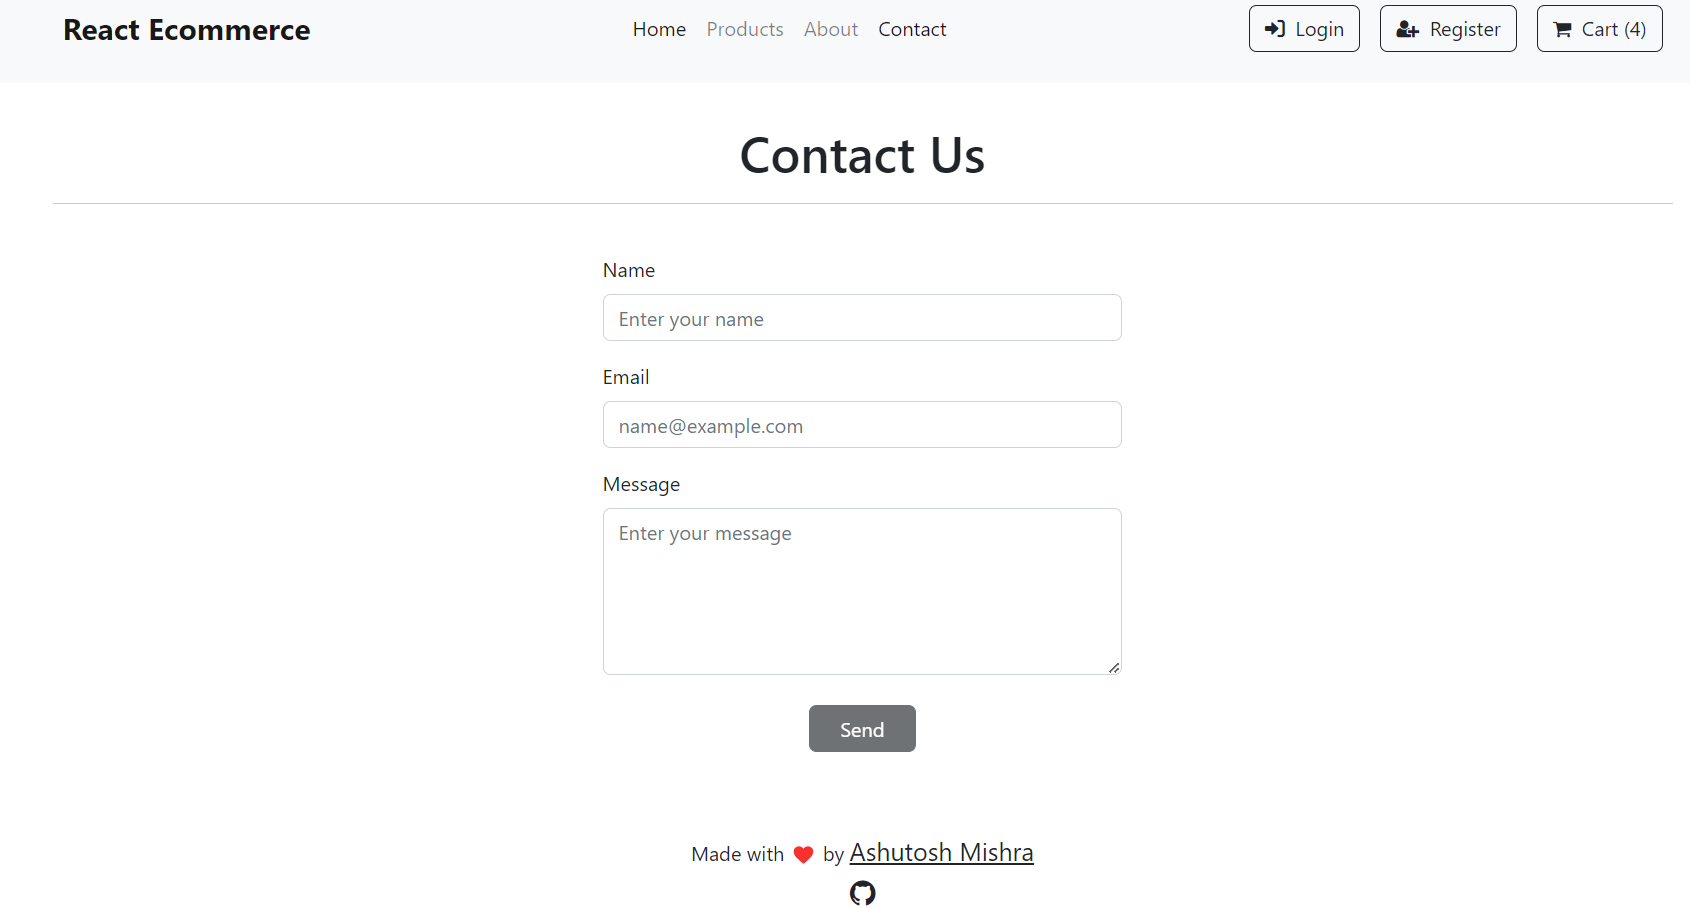 React Ecommerce Home Products About Contact Login Register Cart (4)
Contact Us
Name
Enter your name
Email
name@example.com
Message
Enter your message
Send
Made with by Ashutosh Mishra